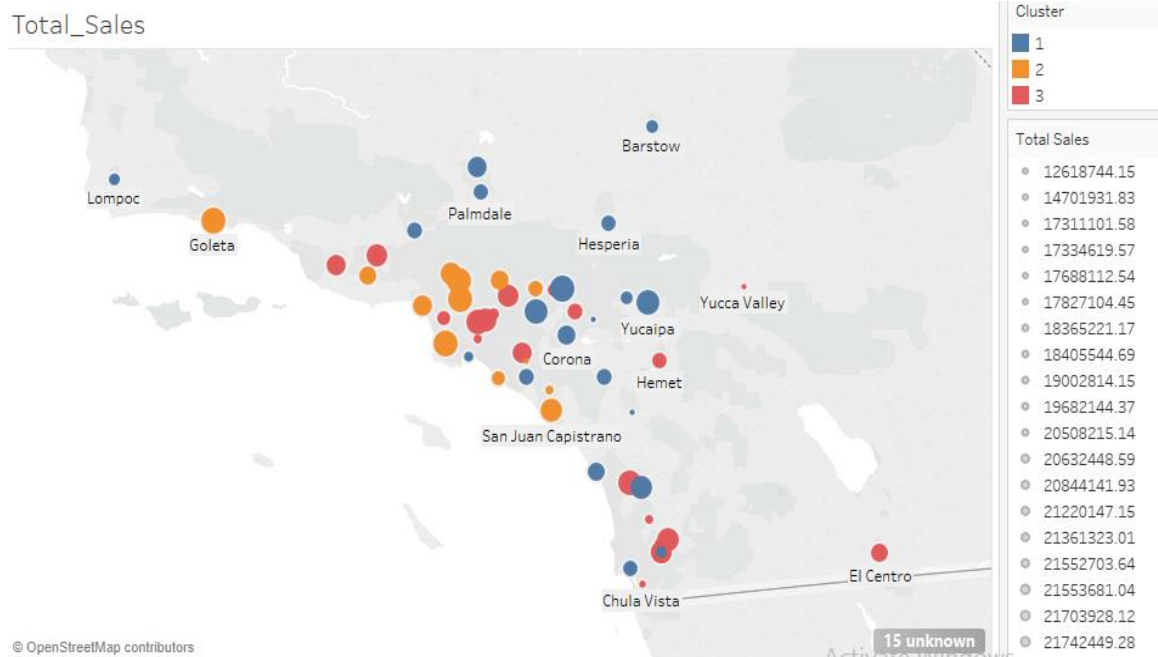 Total_Sales
Cluster
1
2
3
Total Sales
12618744.15
14701931.83
17311101.58
17334619.57
17688112.54
17827104.45
18365221.17
18405544.69
19002814.15
19682144.37
20508215.14
20632448.59
20844141.93
21220147.15
21361323.01
21552703.64
21553681.04
21703928.12
21742449.28
Barstow
Lompoc
Palmdale
Goleta
Hesperia
Yucca Valley
Yucaipa
Corona
Hemet
San Juan Capistrano
El Centro
Chula Vista
© OpenStreetMap contributors
15 unknown
Activate Windows